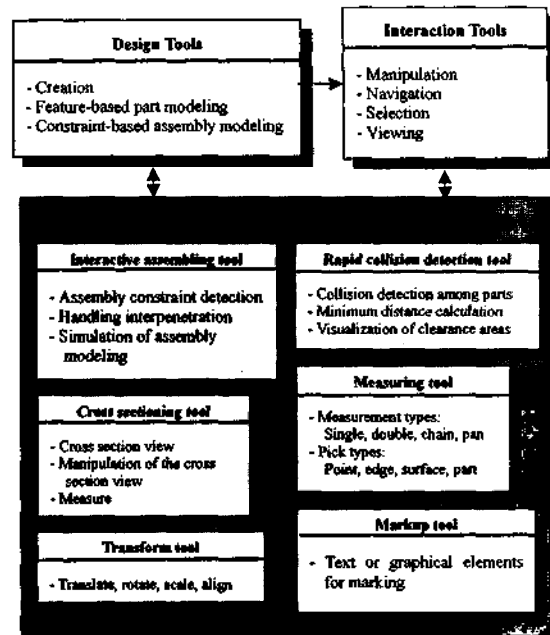 Design Tools
- Creation
- Feature-based part modeling
- Constraint-based assembly modeling
Interaction Tools
- Manipulation
- Navigation
- Selection
- Viewing
Interactive assembling tool
- Assembly constraint detection
- Handling interpenetration
- Simulation of assembly
modeling
Rapid collision detection tool
- Collision detection among parts
- Minimum distance calculation
- Visualization of clearance areas
Cross sectioning tool
- Cross section view
- Manipulation of the cross
section view
- Measure
Measuring tool
- Measurement types:
Single, double, chain, pan
- Pick types:
Point, edge, surface, part
Transform tool
- Translate, rotate, scale, align
Markup tool
- Text or graphical elements
for marking